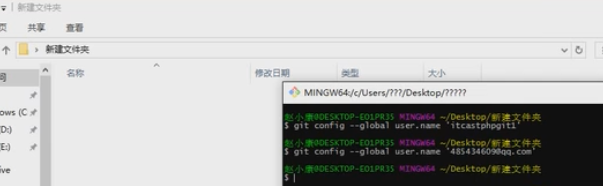 新建文件夹
页 共享 查看
新建文件夹
问 名称 修改日期 类型 大小
MINGW64:/c/Users/???/Desktop/?????
赵小康@DESKTOP-EO1PR35 MINGW64 ~/Desktop/新建文件夹
$ git config --global user.name 'itcastphpgit1'
ows (C
(D:)
赵小康@DESKTOP-EO1PR35 MINGW64 ~/Desktop/新建文件夹
(E:)
$ git config --global user.name '485434609@qq.com'
ive
赵小康@DESKTOP-EO1PR35 MINGW64 ~/Desktop/新建文件夹
$